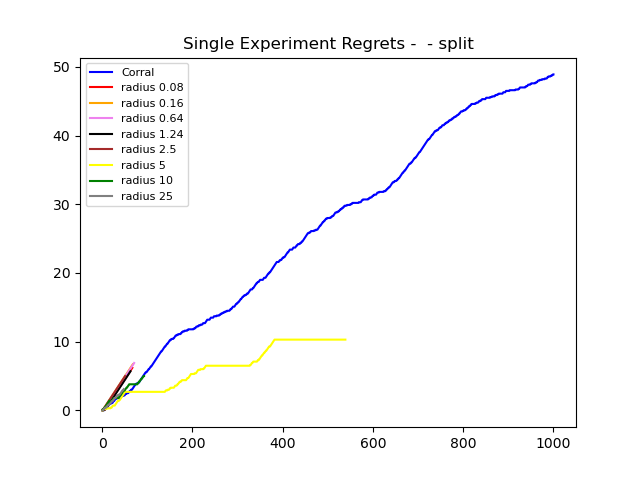 Single Experiment Regrets -  - split
50
40
30
20
10
0
Corral
radius 0.08
radius 0.16
radius 0.64
radius 1.24
radius 2.5
radius 5
radius 10
radius 25
0 200 400 600 800 1000